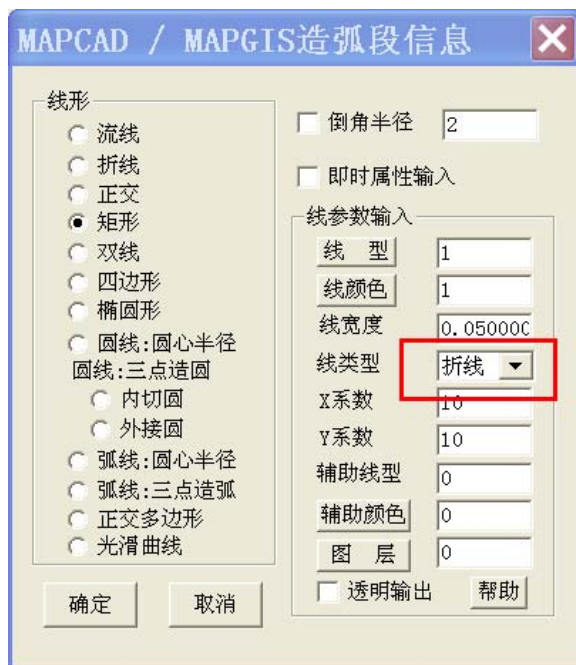 MAPCAD / MAPGIS造弧段信息
线形
流线
折线
正交
矩形
双线
四边形
椭圆形
圆线:圆心半径
圆线:三点造圆
内切圆
外接圆
弧线:圆心半径
弧线:三点造弧
正交多边形
光滑曲线
确定
取消
倒角半径 2
即时属性输入
线参数输入
线 型 1
线颜色 1
线宽度 0.05000
线类型 折线
X系数 10
Y系数 10
辅助线型 0
辅助颜色 0
图 层 0
透明输出 帮助